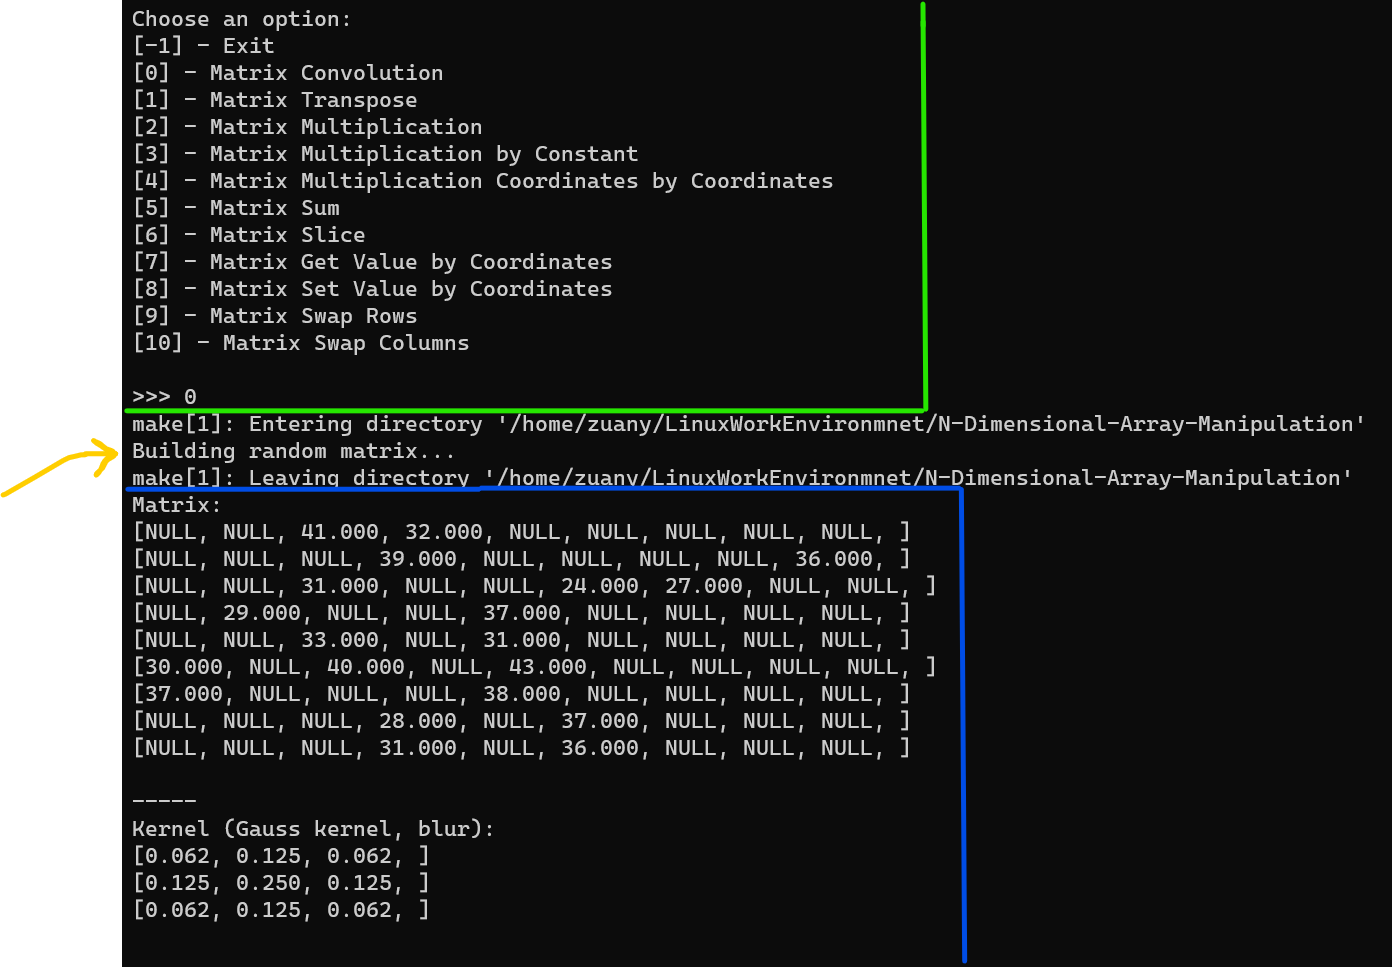 Choose an option:
[-1] - Exit
[0] - Matrix Convolution
[1] - Matrix Transpose
[2] - Matrix Multiplication
[3] - Matrix Multiplication by Constant
[4] - Matrix Multiplication Coordinates by Coordinates
[5] - Matrix Sum
[6] - Matrix Slice
[7] - Matrix Get Value by Coordinates
[8] - Matrix Set Value by Coordinates
[9] - Matrix Swap Rows
[10] - Matrix Swap Columns
>>> 0
make[1]: Entering directory '/home/zuany/LinuxWorkEnvironmnet/N-Dimensional-Array-Manipulation'
Building random matrix...
make[1]: Leaving directory '/home/zuany/LinuxWorkEnvironmnet/N-Dimensional-Array-Manipulation'
Matrix:
[NULL, NULL, 41.000, 32.000, NULL, NULL, NULL, NULL, NULL, ]
[NULL, NULL, NULL, 39.000, NULL, NULL, NULL, NULL, 36.000, ]
[NULL, NULL, 31.000, NULL, NULL, 24.000, 27.000, NULL, NULL, ]
[NULL, 29.000, NULL, NULL, 37.000, NULL, NULL, NULL, NULL, ]
[NULL, NULL, 33.000, NULL, 31.000, NULL, NULL, NULL, NULL, ]
[30.000, NULL, 40.000, NULL, 43.000, NULL, NULL, NULL, NULL, ]
[37.000, NULL, NULL, NULL, 38.000, NULL, NULL, NULL, NULL, ]
[NULL, NULL, NULL, 28.000, NULL, 37.000, NULL, NULL, NULL, ]
[NULL, NULL, NULL, 31.000, NULL, 36.000, NULL, NULL, NULL, ]
-----
Kernel (Gauss kernel, blur):
[0.062, 0.125, 0.062, ]
[0.125, 0.250, 0.125, ]
[0.062, 0.125, 0.062, ]